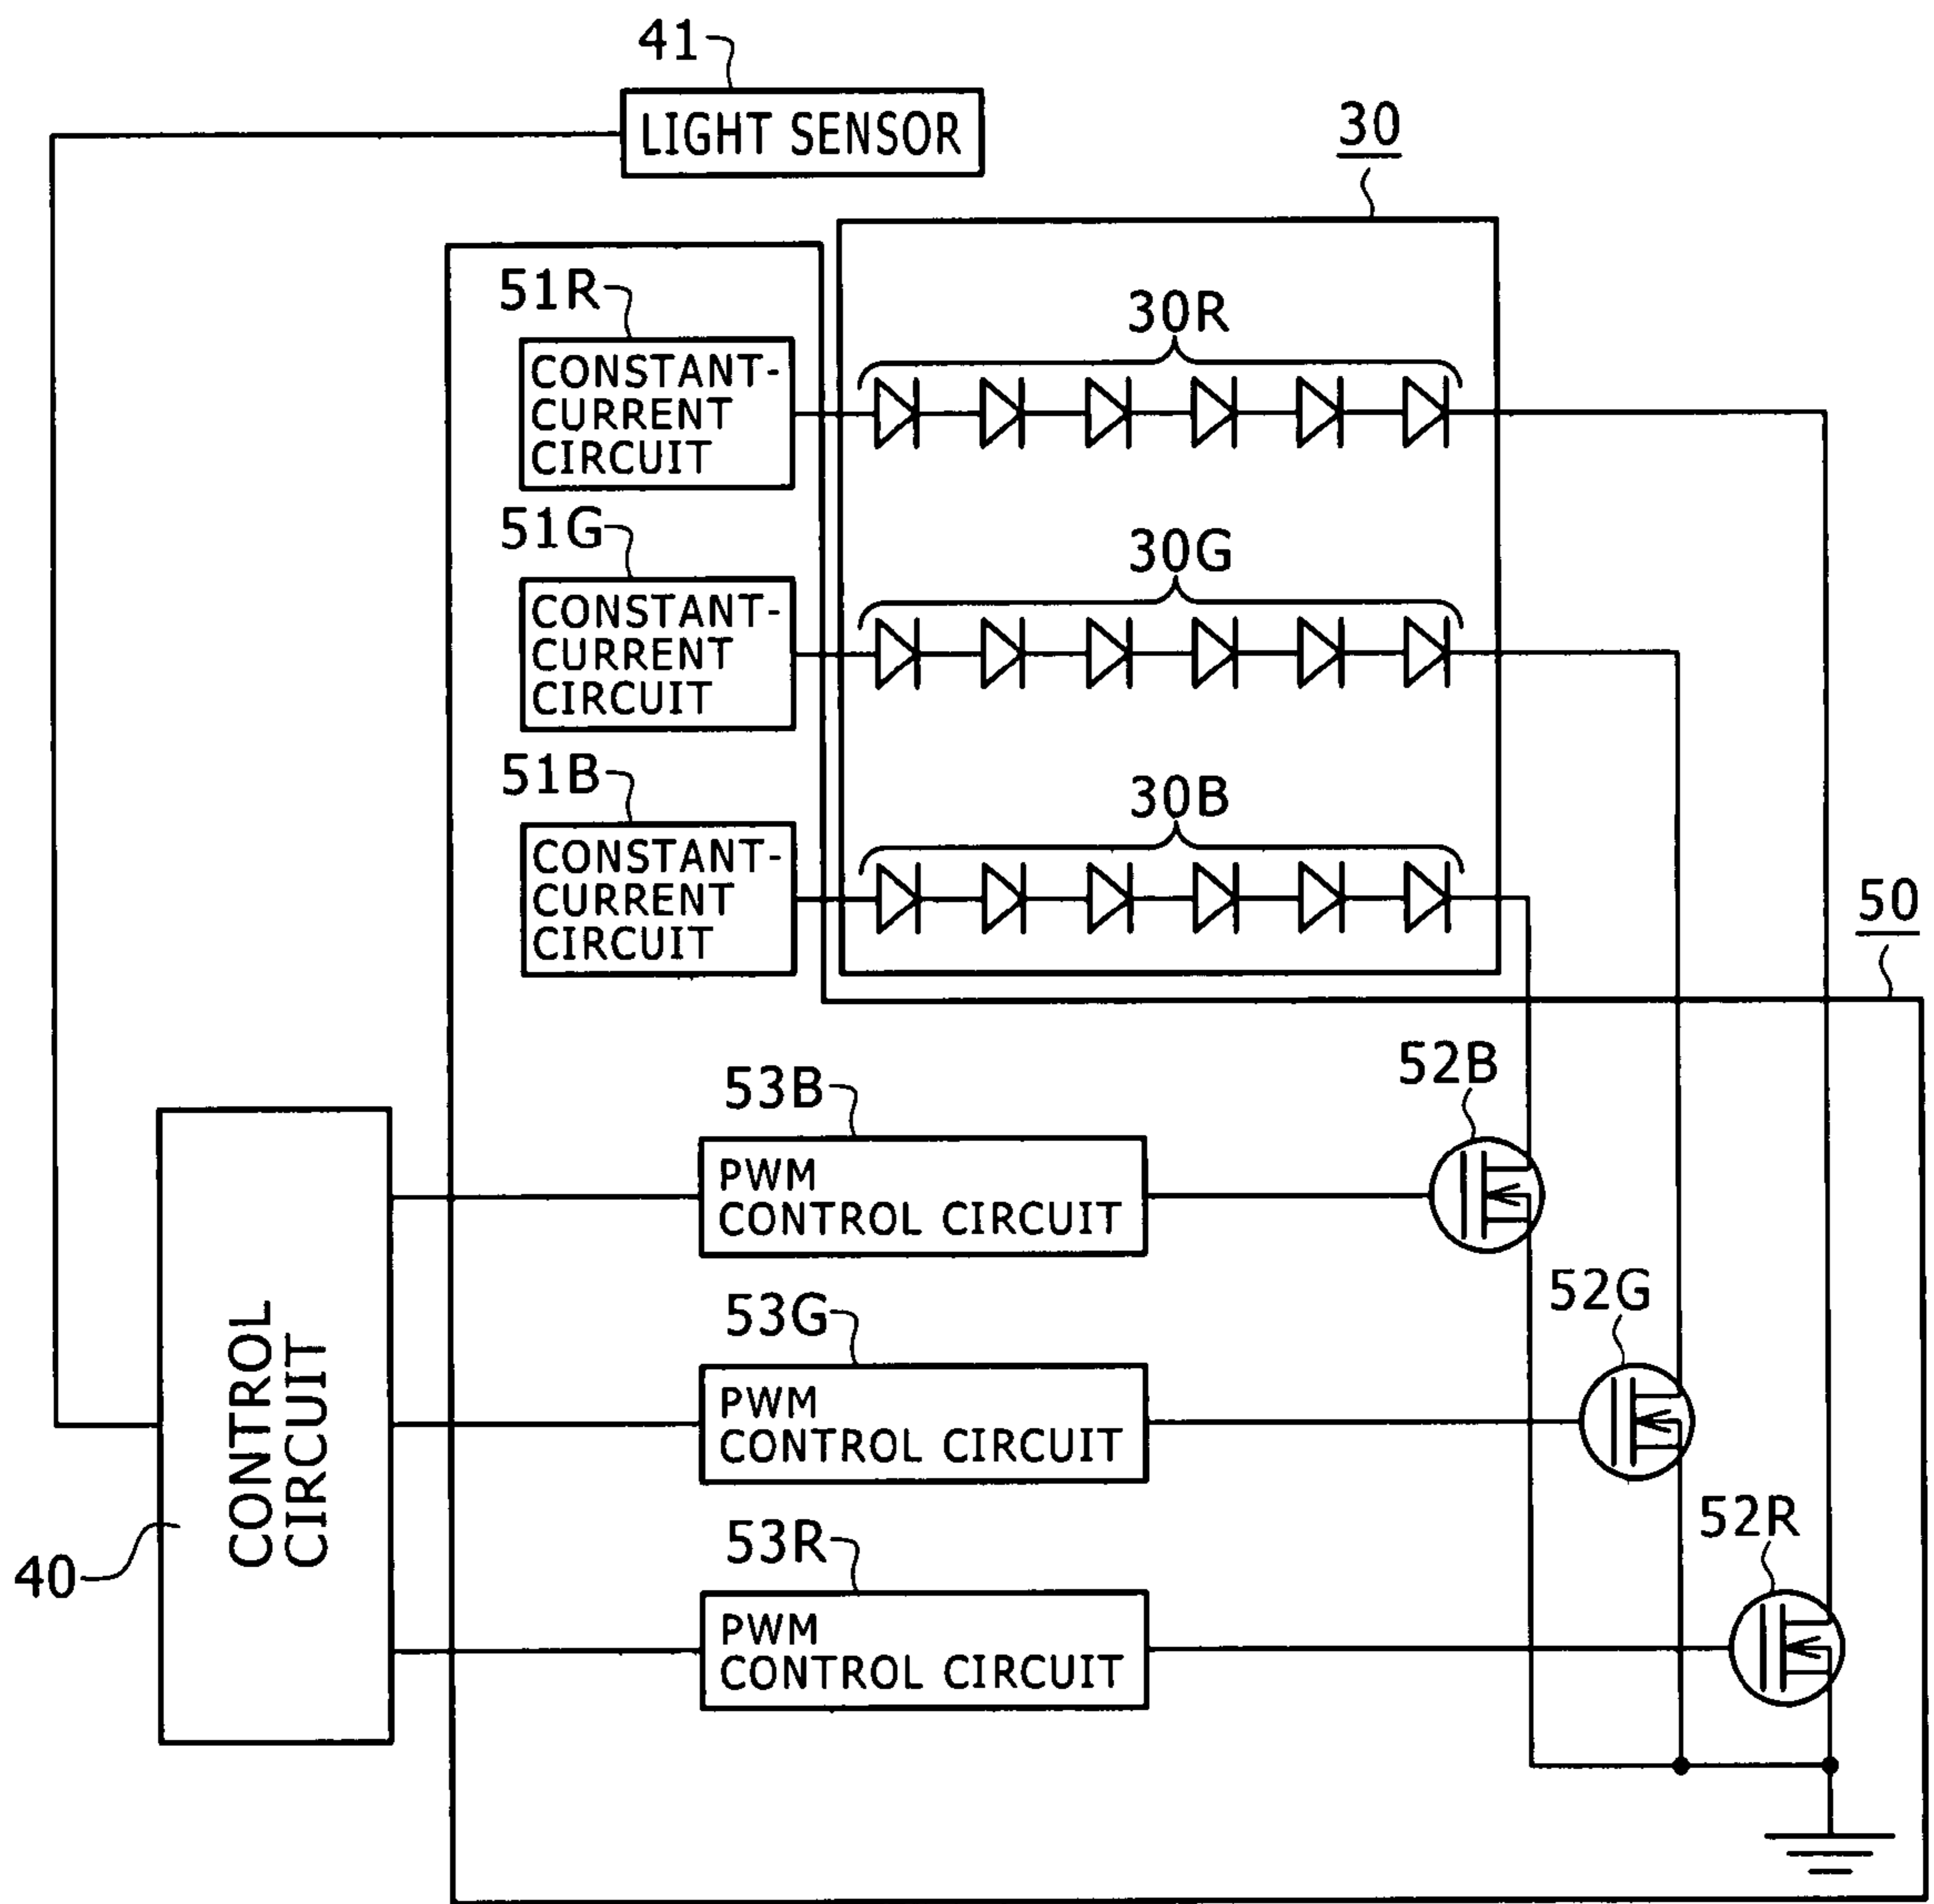 41
LIGHT SENSOR
30
51R
CONSTANT-
CURRENT
CIRCUIT
30R
51G
CONSTANT-
CURRENT
CIRCUIT
30G
51B
CONSTANT-
CURRENT
CIRCUIT
30B
50
52B
53B
PWM
CONTROL CIRCUIT
52G
53G
PWM
CONTROL CIRCUIT
52R
53R
PWM
CONTROL CIRCUIT
CONTROL
CIRCUIT
40